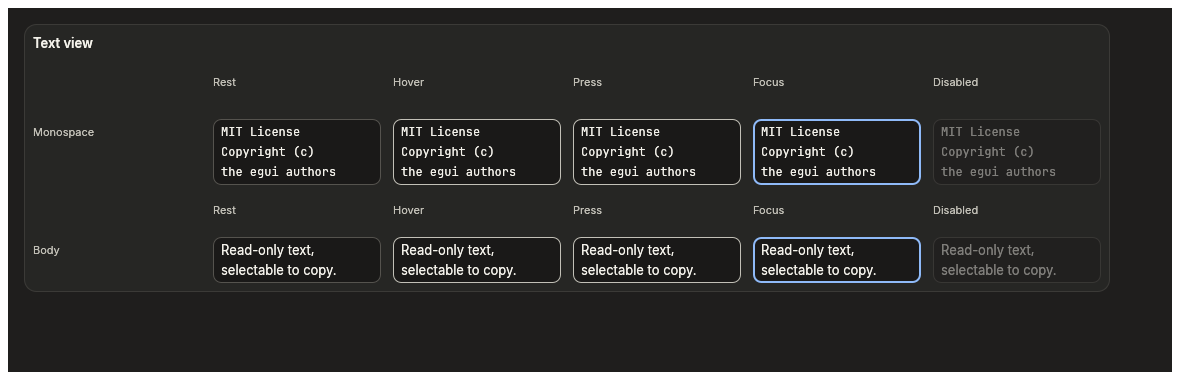 Text view
Rest Hover Press Focus Disabled
Monospace
MIT License MIT License MIT License MIT License MIT License
Copyright (c) Copyright (c) Copyright (c) Copyright (c) Copyright (c)
the egui authors the egui authors the egui authors the egui authors the egui authors
Rest Hover Press Focus Disabled
Body
Read-only text, Read-only text, Read-only text, Read-only text, Read-only text,
selectable to copy. selectable to copy. selectable to copy. selectable to copy. selectable to copy.